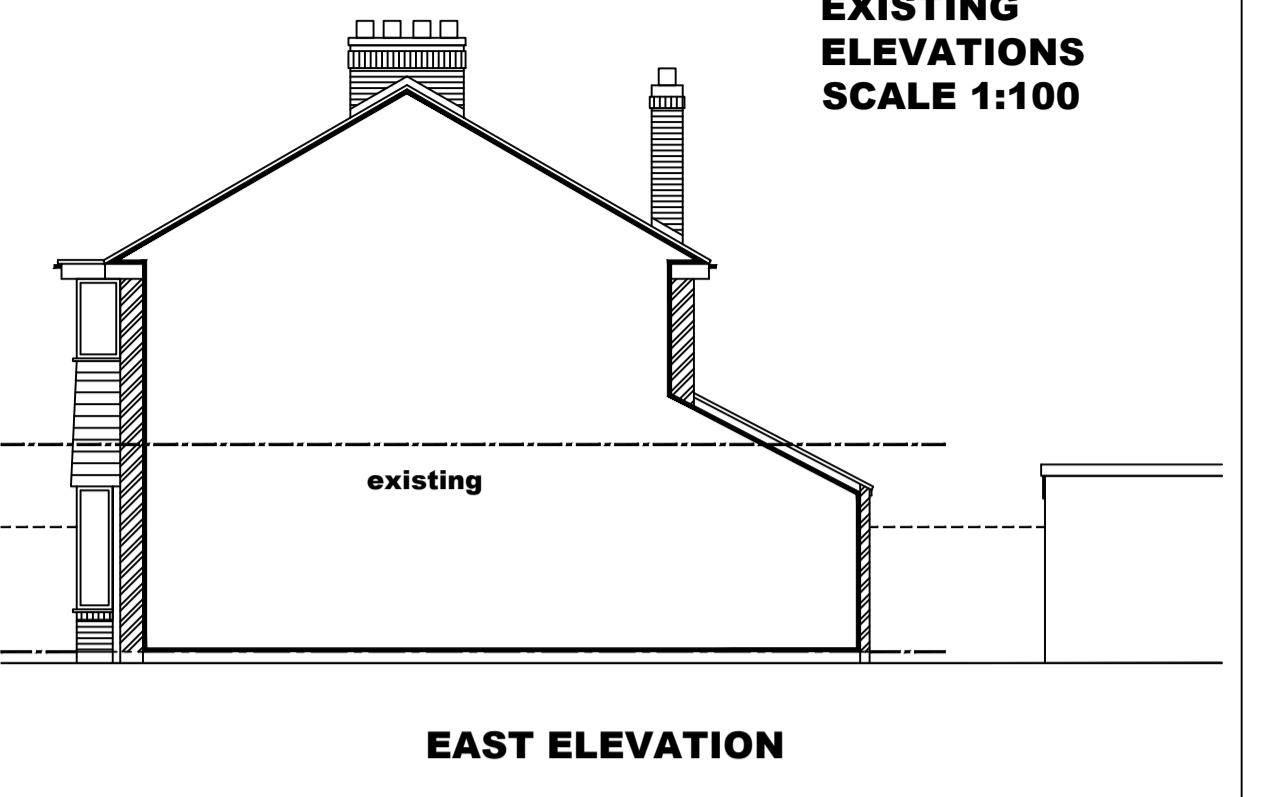 EXISTING
ELEVATIONS
SCALE 1:100
existing
EAST ELEVATION